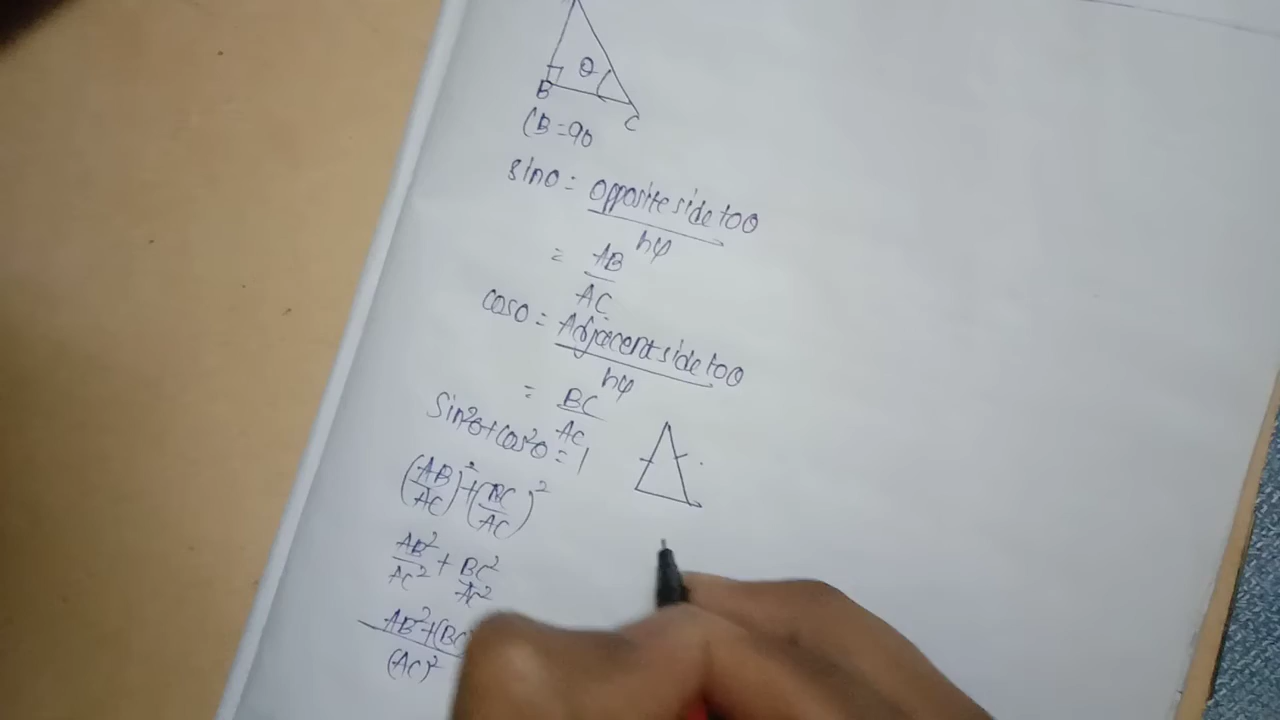 θ
B
C
(B=90
sinθ = opposite side to θ
hyp
= AB
AC
cosθ = Adjacent side to θ
hyp
= BC
AC
Sin²θ+cos²θ=1
(AB/AC)²+(BC/AC)²
AB²/AC² + BC²/AC²
AB²+(BC
(AC)²